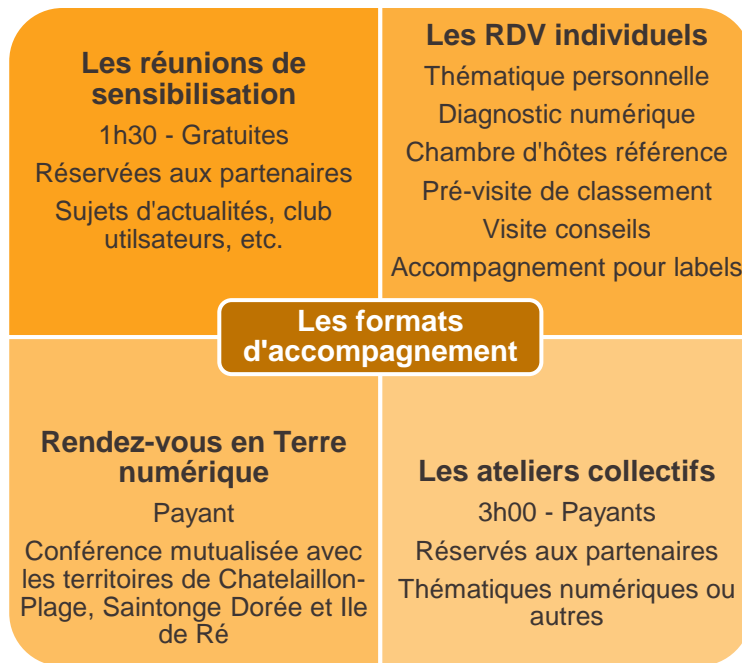 Les réunions de
sensibilisation
1h30 - Gratuites
Réservées aux partenaires
Sujets d'actualités, club
utilsateurs, etc.
Les RDV individuels
Thématique personnelle
Diagnostic numérique
Chambre d'hôtes référence
Pré-visite de classement
Visite conseils
Accompagnement pour labels
Les formats
d'accompagnement
Rendez-vous en Terre
numérique
Payant
Conférence mutualisée avec
les territoires de Chatelaillon-
Plage, Saintonge Dorée et Ile
de Ré
Les ateliers collectifs
3h00 - Payants
Réservés aux partenaires
Thématiques numériques ou
autres